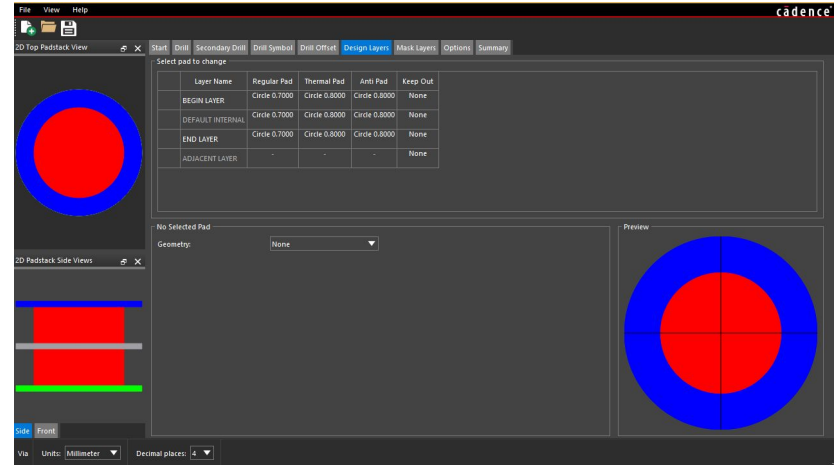 File View Help
cādence
2D Top Padstack View
Start Drill Secondary Drill Drill Symbol Drill Offset Design Layers Mask Layers Options Summary
Select pad to change
Layer Name Regular Pad Thermal Pad Anti Pad Keep Out
BEGIN LAYER Circle 0.7000 Circle 0.8000 Circle 0.8000 None
DEFAULT INTERNAL Circle 0.7000 Circle 0.8000 Circle 0.8000 None
END LAYER Circle 0.7000 Circle 0.8000 Circle 0.8000 None
ADJACENT LAYER - - - None
No Selected Pad
Geometry: None
Preview
2D Padstack Side Views
Side Front
Via Units: Millimeter Decimal places: 4